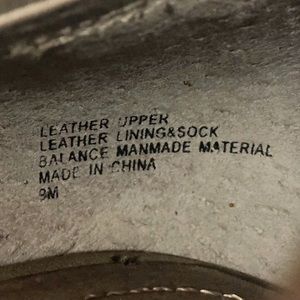 LEATHER UPPER
LEATHER LINING&SOCK
BALANCE MANMADE MATERIAL
MADE IN CHINA
9M